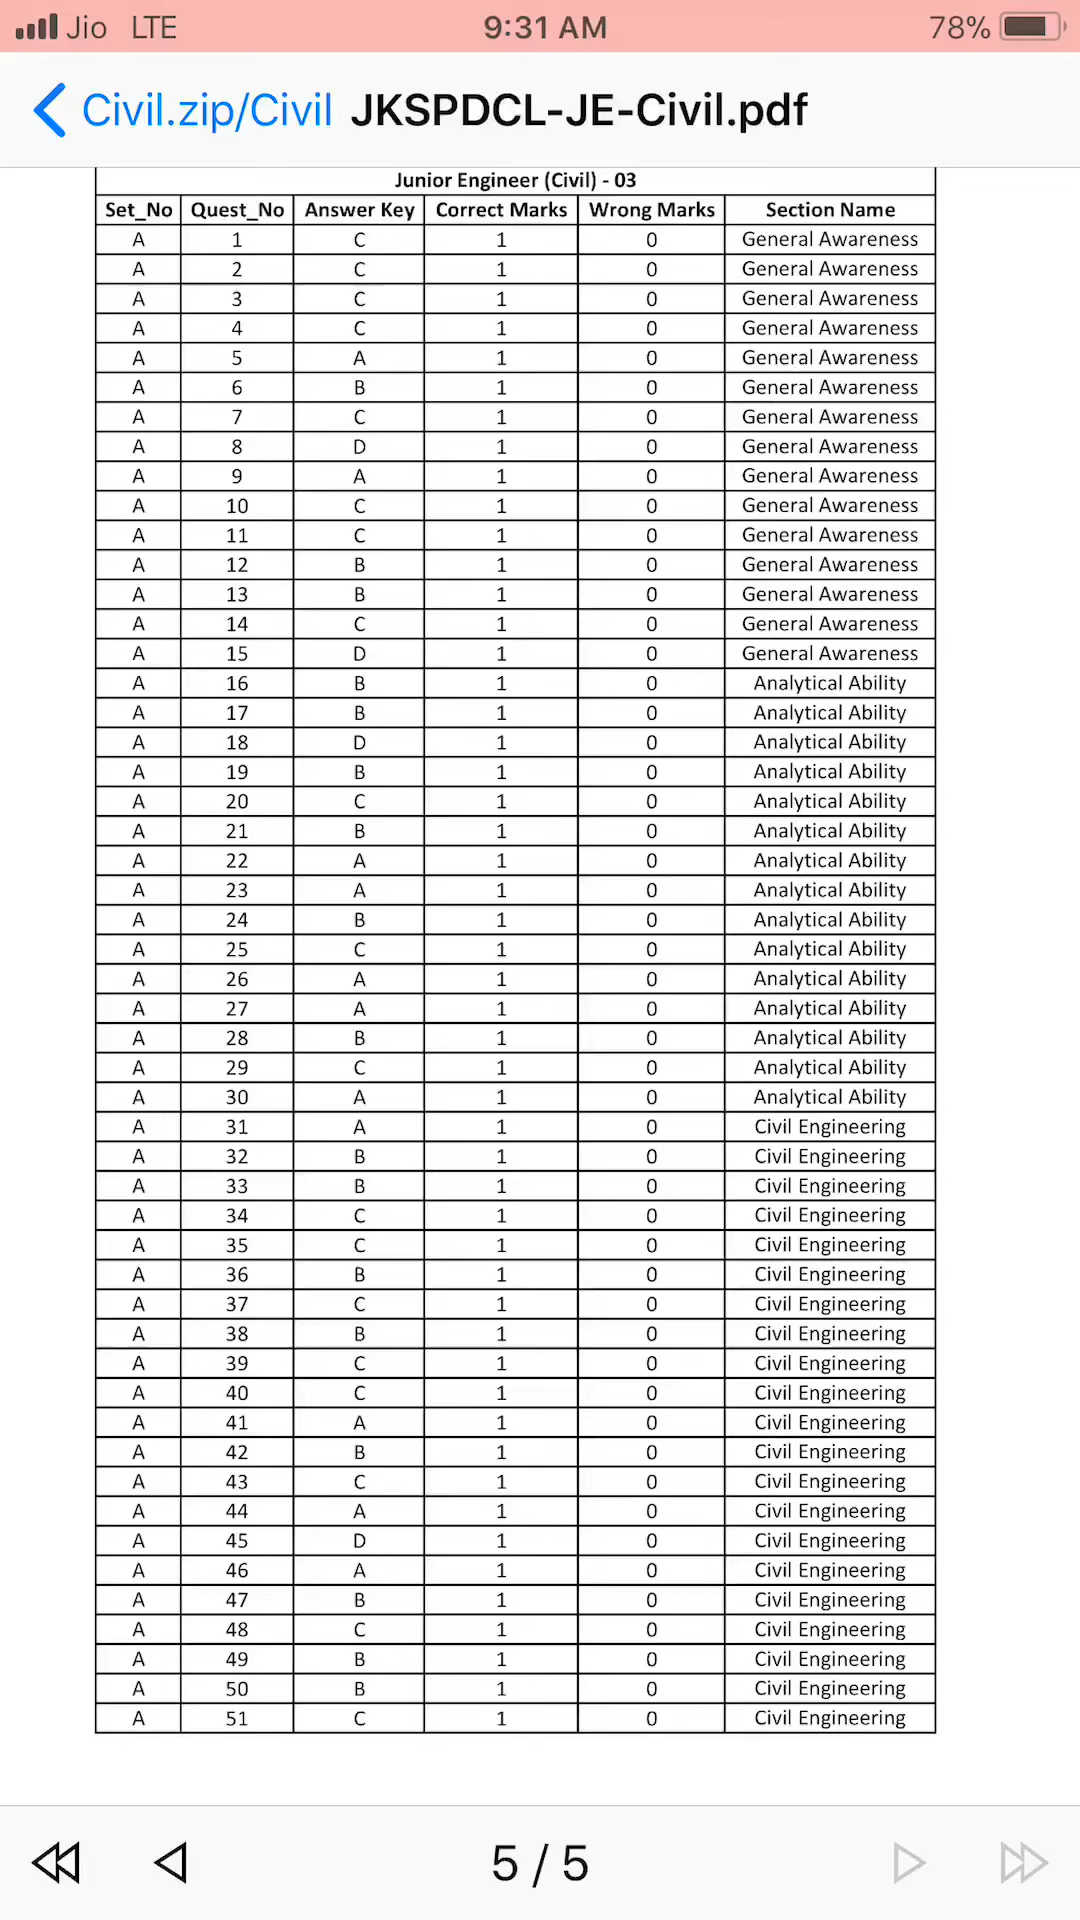 Jio LTE 9:31 AM 78%
Civil.zip/Civil JKSPDCL-JE-Civil.pdf
Junior Engineer (Civil) - 03
Set_No Quest_No Answer Key Correct Marks Wrong Marks Section Name
A 1 C 1 0 General Awareness
A 2 C 1 0 General Awareness
A 3 C 1 0 General Awareness
A 4 C 1 0 General Awareness
A 5 A 1 0 General Awareness
A 6 B 1 0 General Awareness
A 7 C 1 0 General Awareness
A 8 D 1 0 General Awareness
A 9 A 1 0 General Awareness
A 10 C 1 0 General Awareness
A 11 C 1 0 General Awareness
A 12 B 1 0 General Awareness
A 13 B 1 0 General Awareness
A 14 C 1 0 General Awareness
A 15 D 1 0 General Awareness
A 16 B 1 0 Analytical Ability
A 17 B 1 0 Analytical Ability
A 18 D 1 0 Analytical Ability
A 19 B 1 0 Analytical Ability
A 20 C 1 0 Analytical Ability
A 21 B 1 0 Analytical Ability
A 22 A 1 0 Analytical Ability
A 23 A 1 0 Analytical Ability
A 24 B 1 0 Analytical Ability
A 25 C 1 0 Analytical Ability
A 26 A 1 0 Analytical Ability
A 27 A 1 0 Analytical Ability
A 28 B 1 0 Analytical Ability
A 29 C 1 0 Analytical Ability
A 30 A 1 0 Analytical Ability
A 31 A 1 0 Civil Engineering
A 32 B 1 0 Civil Engineering
A 33 B 1 0 Civil Engineering
A 34 C 1 0 Civil Engineering
A 35 C 1 0 Civil Engineering
A 36 B 1 0 Civil Engineering
A 37 C 1 0 Civil Engineering
A 38 B 1 0 Civil Engineering
A 39 C 1 0 Civil Engineering
A 40 C 1 0 Civil Engineering
A 41 A 1 0 Civil Engineering
A 42 B 1 0 Civil Engineering
A 43 C 1 0 Civil Engineering
A 44 A 1 0 Civil Engineering
A 45 D 1 0 Civil Engineering
A 46 A 1 0 Civil Engineering
A 47 B 1 0 Civil Engineering
A 48 C 1 0 Civil Engineering
A 49 B 1 0 Civil Engineering
A 50 B 1 0 Civil Engineering
A 51 C 1 0 Civil Engineering
5 / 5